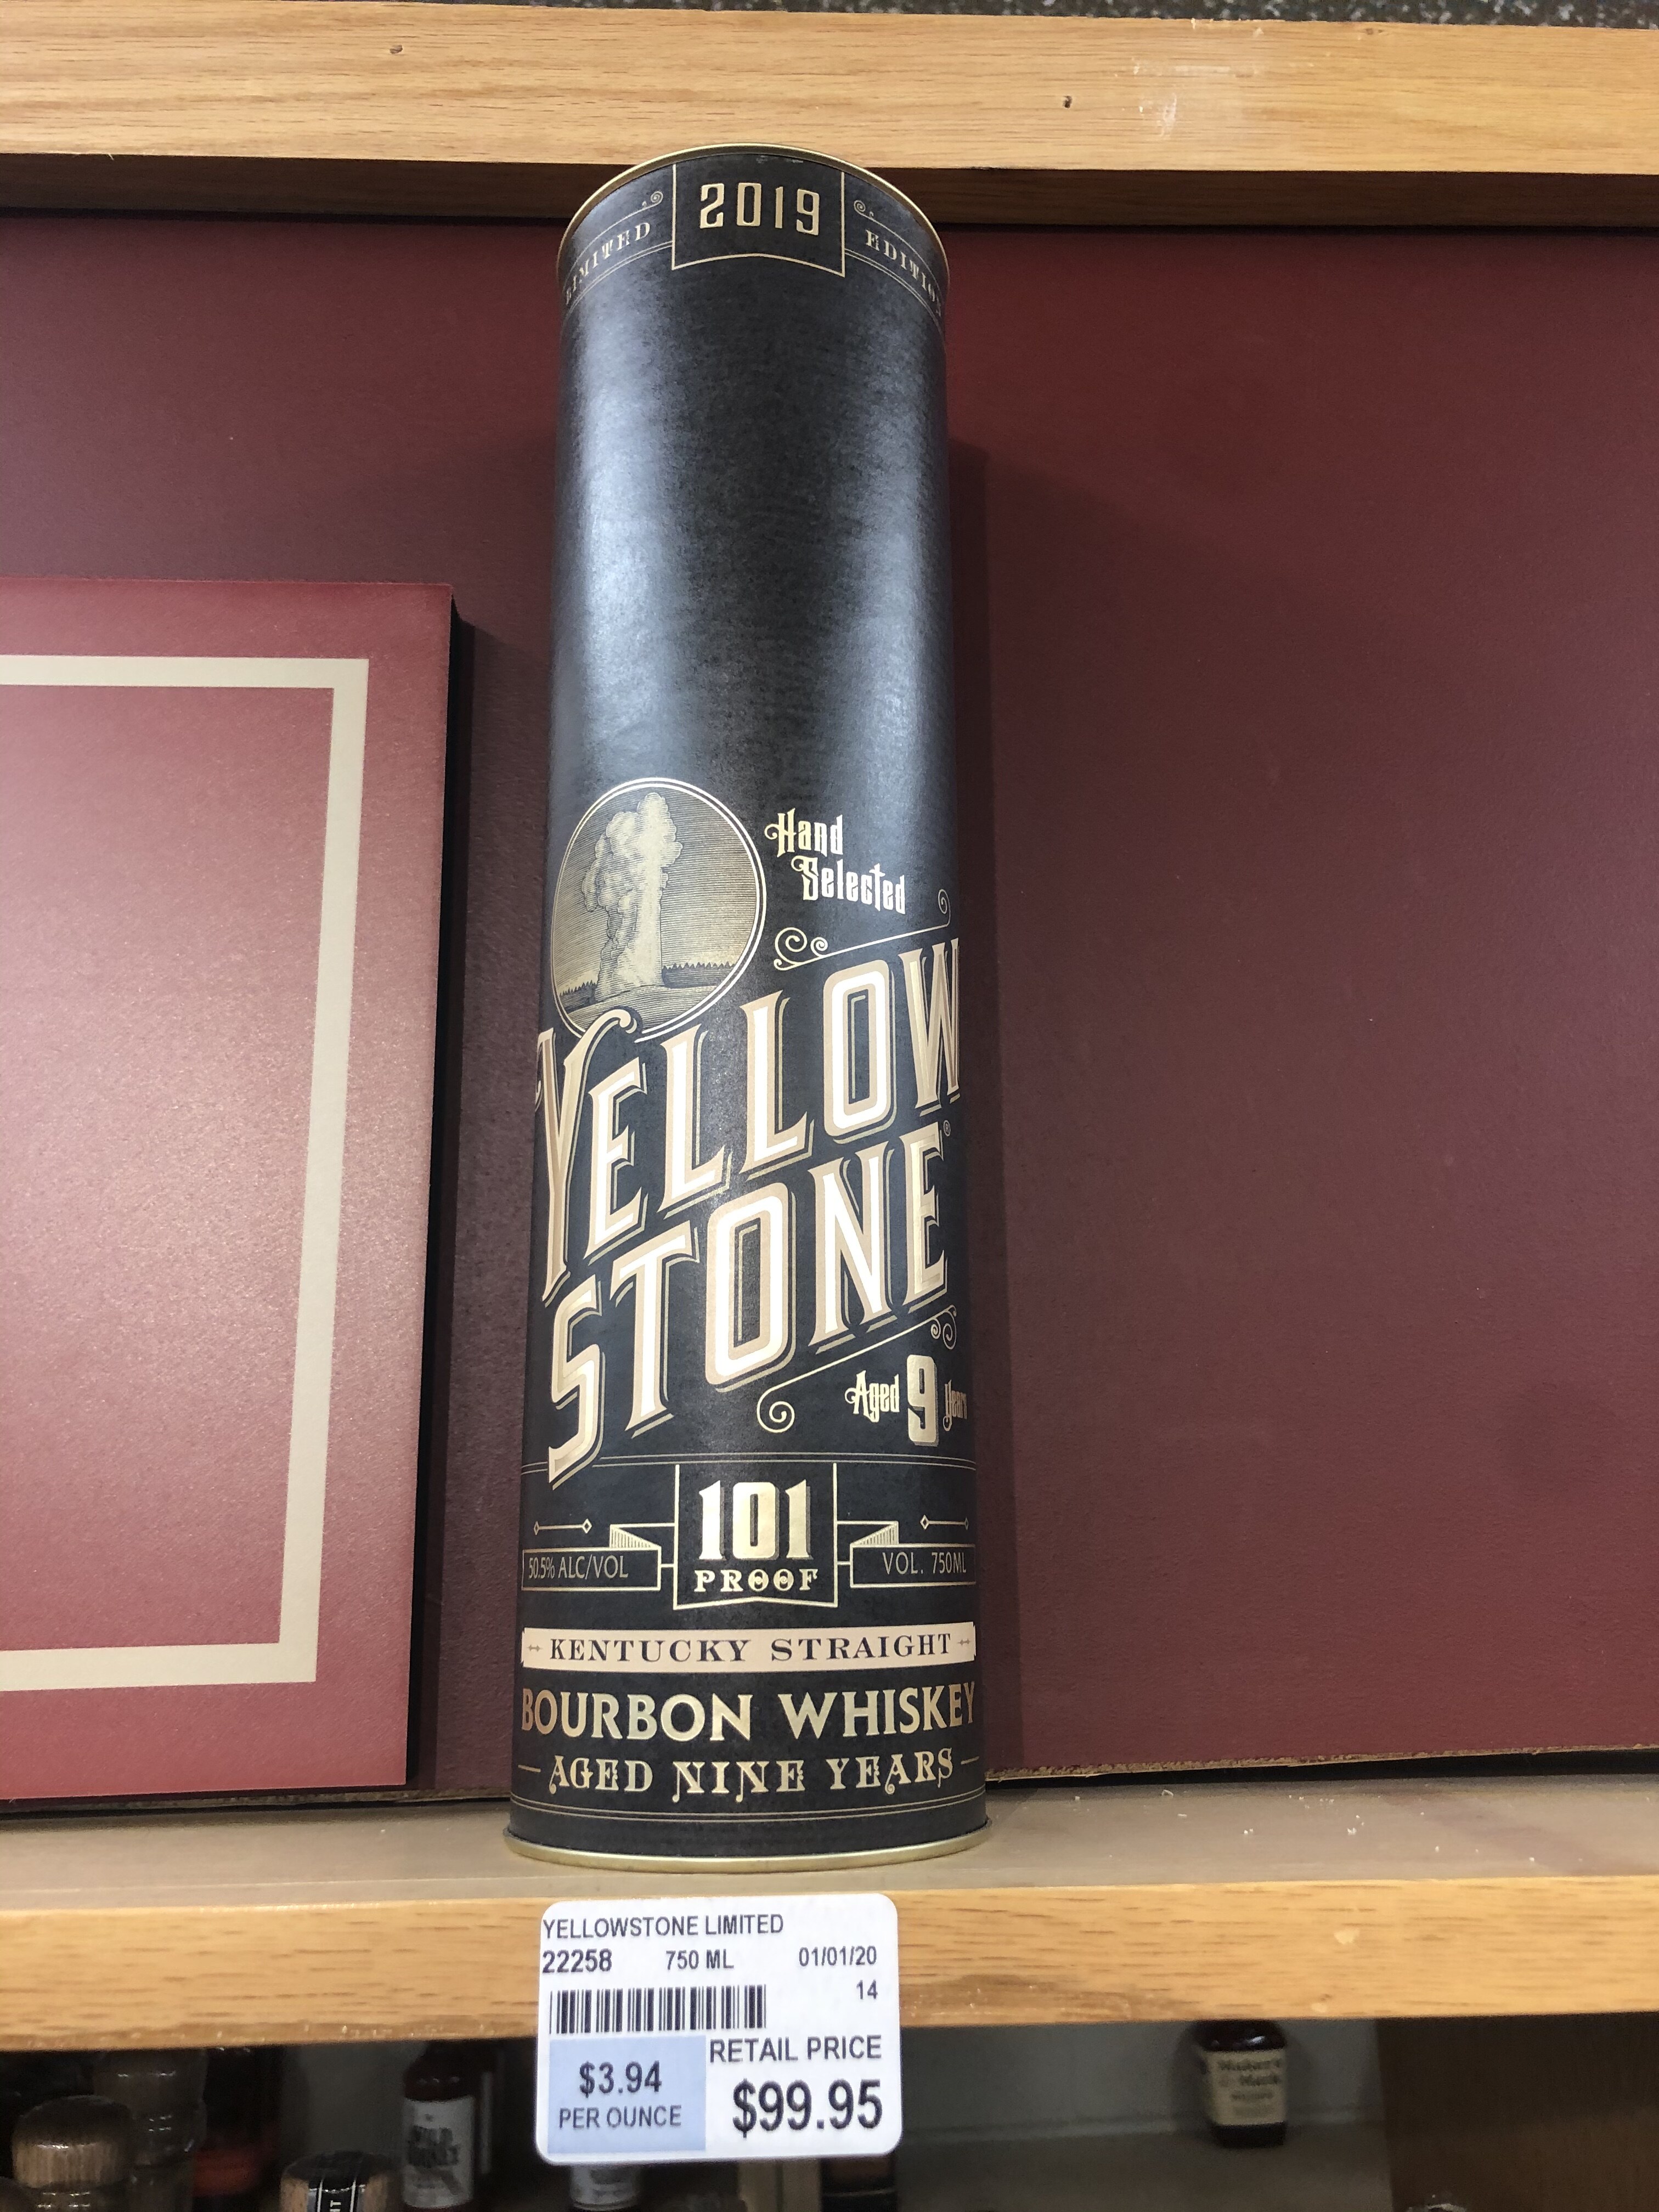 LIMITED 2019 EDITION
Hand
Selected
YELLOW
STONE®
Aged 9 Years
101
PROOF
50.5% ALC/VOL
VOL. 750ML
KENTUCKY STRAIGHT
BOURBON WHISKEY
AGED NINE YEARS
YELLOWSTONE LIMITED
22258 750 ML 01/01/20
14
RETAIL PRICE
$3.94
PER OUNCE
$99.95
Maker's
Mark